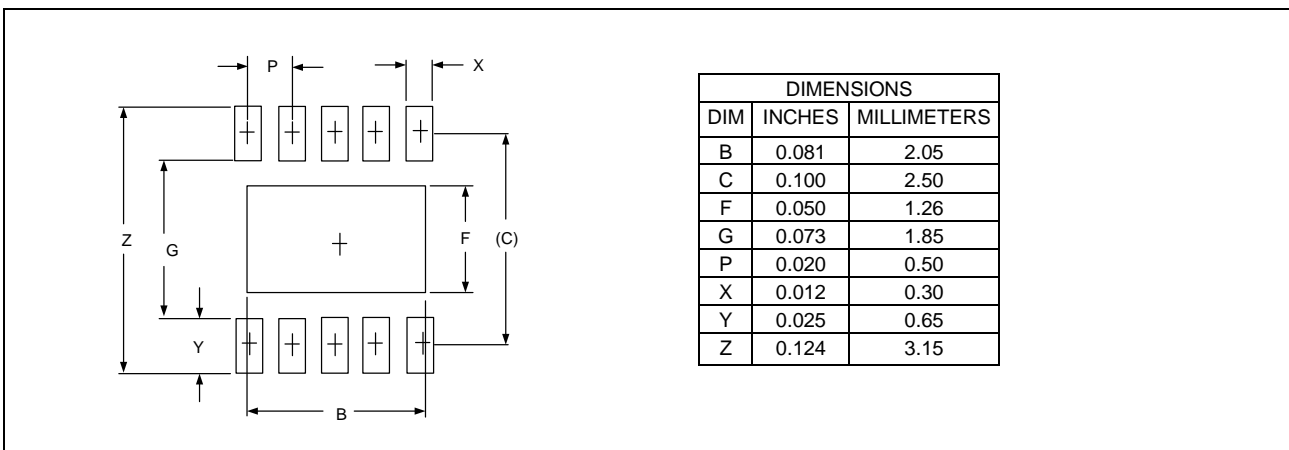 P
X
Z
G
F
(C)
Y
B
DIMENSIONS
DIM INCHES MILLIMETERS
B 0.081 2.05
C 0.100 2.50
F 0.050 1.26
G 0.073 1.85
P 0.020 0.50
X 0.012 0.30
Y 0.025 0.65
Z 0.124 3.15